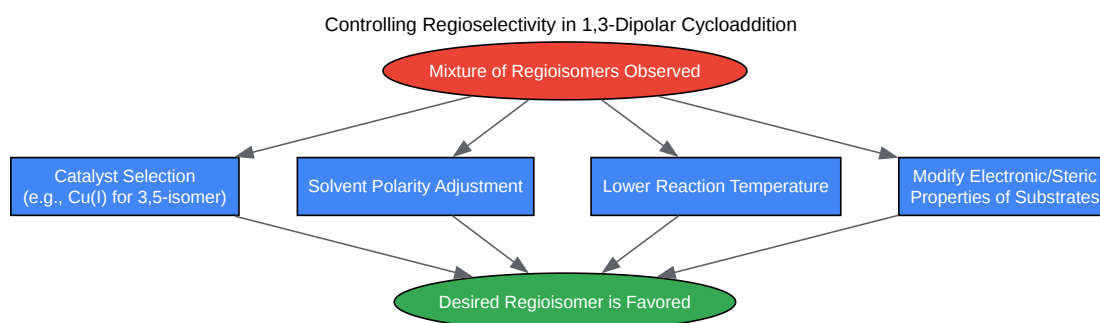 Controlling Regioselectivity in 1,3-Dipolar Cycloaddition
Mixture of Regioisomers Observed
Catalyst Selection
(e.g., Cu(I) for 3,5-isomer)
Solvent Polarity Adjustment
Lower Reaction Temperature
Modify Electronic/Steric
Properties of Substrates
Desired Regioisomer is Favored